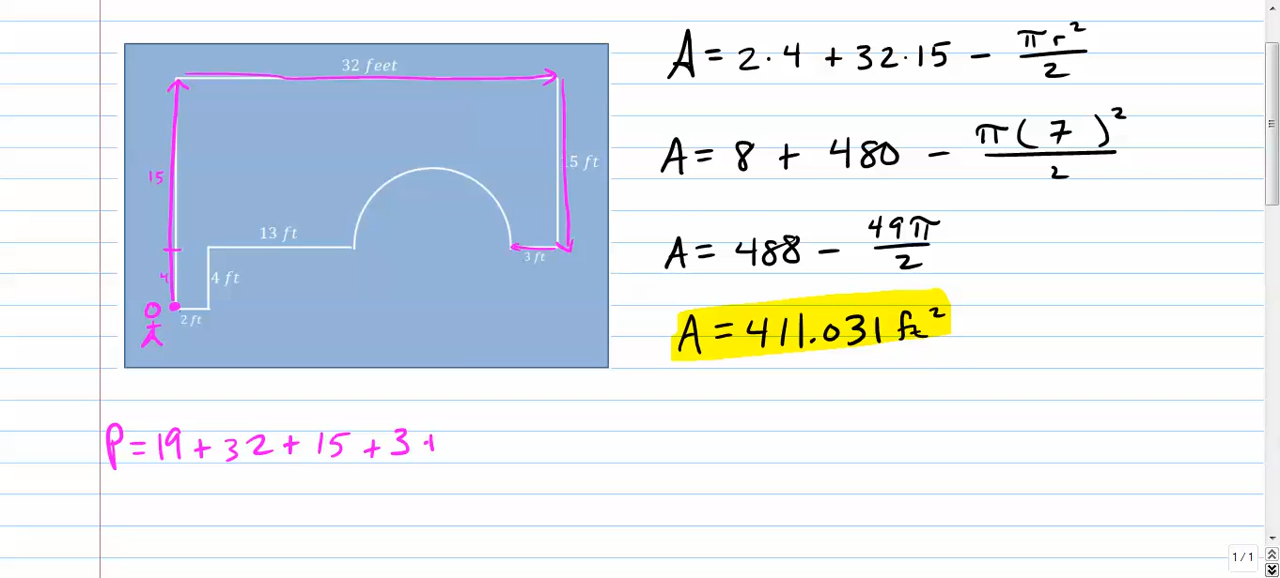 32 feet
15
15 ft
13 ft
3 ft
4
4 ft
2 ft
A = 2·4 + 32·15 − πr²/2
A = 8 + 480 − π(7)²/2
A = 488 − 49π/2
A = 411.031 ft²
P = 19 + 32 + 15 + 3 +
1/1